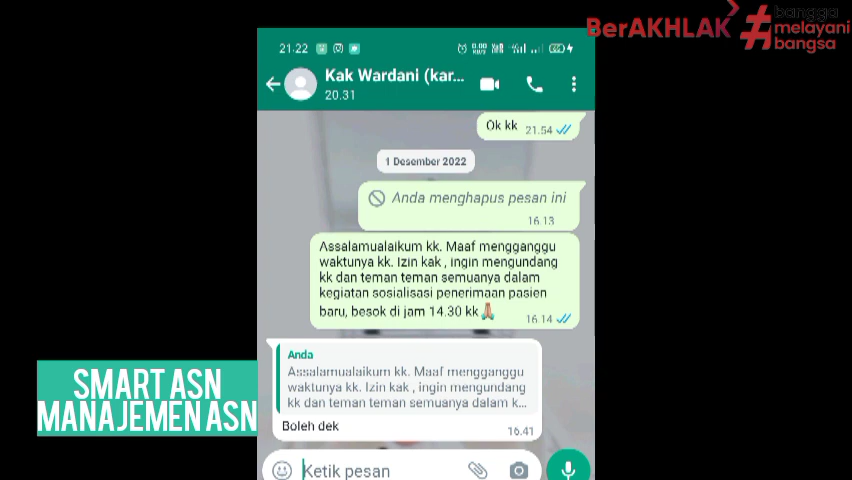 BerAKHLAK
#bangga
melayani
bangsa
21.22
Kak Wardani (kar...
20.31
Ok kk 21.54
1 Desember 2022
Anda menghapus pesan ini
16.13
Assalamualaikum kk. Maaf mengganggu
waktunya kk. Izin kak , ingin mengundang
kk dan teman teman semuanya dalam
kegiatan sosialisasi penerimaan pasien
baru, besok di jam 14.30 kk🙏
16.14
Anda
Assalamualaikum kk. Maaf mengganggu
waktunya kk. Izin kak , ingin mengundang
kk dan teman teman semuanya dalam k...
Boleh dek
16.41
SMART ASN
MANAJEMEN ASN
Ketik pesan